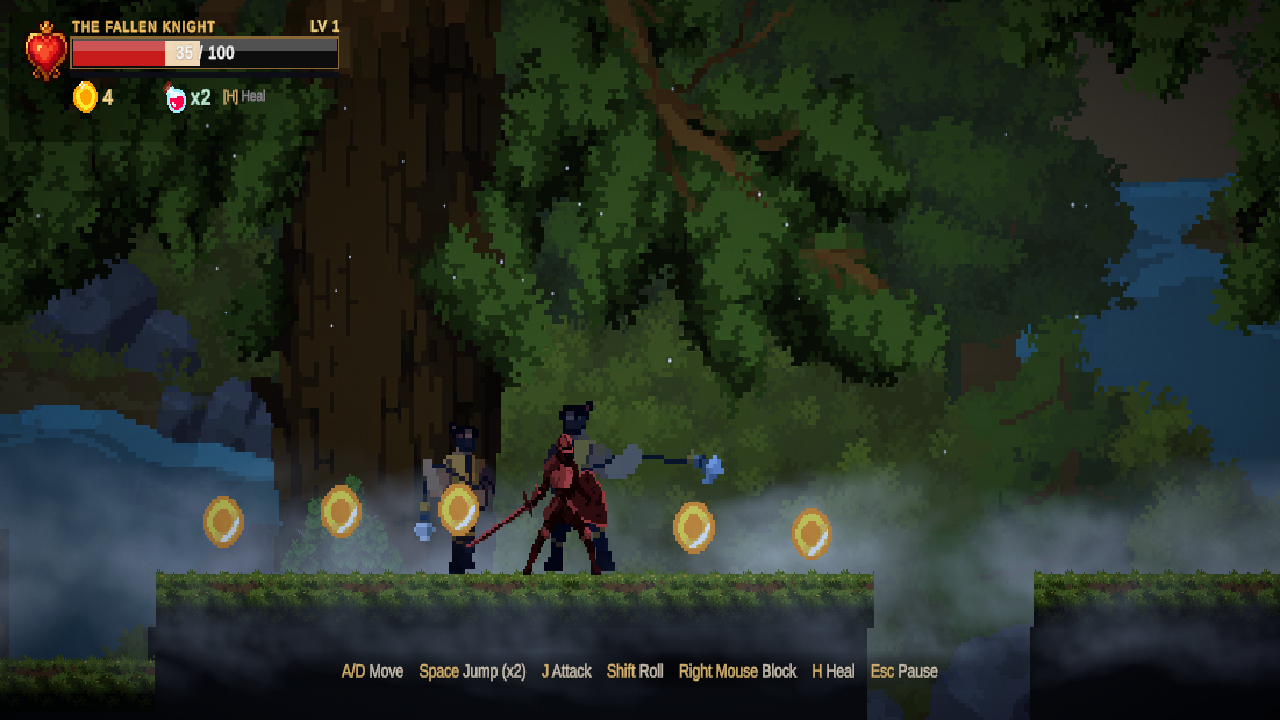 THE FALLEN KNIGHT LV 1
35 / 100
4 x2 [H] Heal
A/D Move Space Jump (x2) J Attack Shift Roll Right Mouse Block H Heal Esc Pause